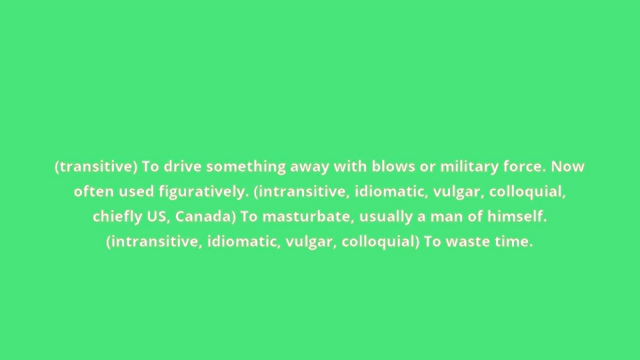 (transitive) To drive something away with blows or military force. Now
often used figuratively. (intransitive, idiomatic, vulgar, colloquial,
chiefly US, Canada) To masturbate, usually a man of himself.
(intransitive, idiomatic, vulgar, colloquial) To waste time.